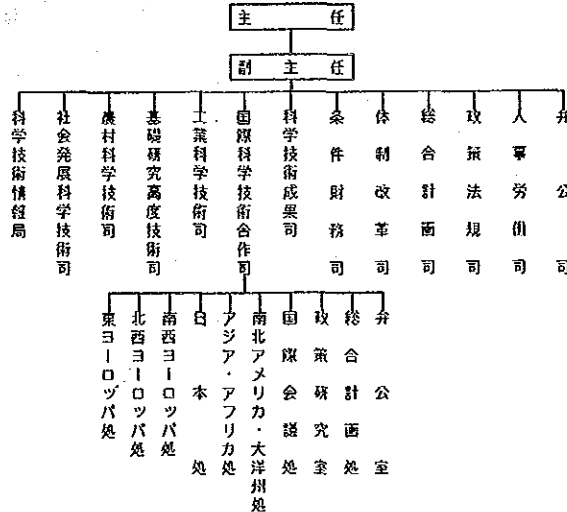 主任
副主任
弁公司
人事労働司
政策法規司
総合計画司
体制改革司
条件財務司
科学技術成果司
国際科学技術合作司
工業科学技術司
基礎研究高度技術司
農村科学技術司
社会発展科学技術司
科学技術情報局
弁公室
総合計画処
政策研究室
国際会議処
南北アメリカ・大洋州処
アジア・アフリカ処
日本処
南西ヨーロッパ処
北西ヨーロッパ処
東ヨーロッパ処